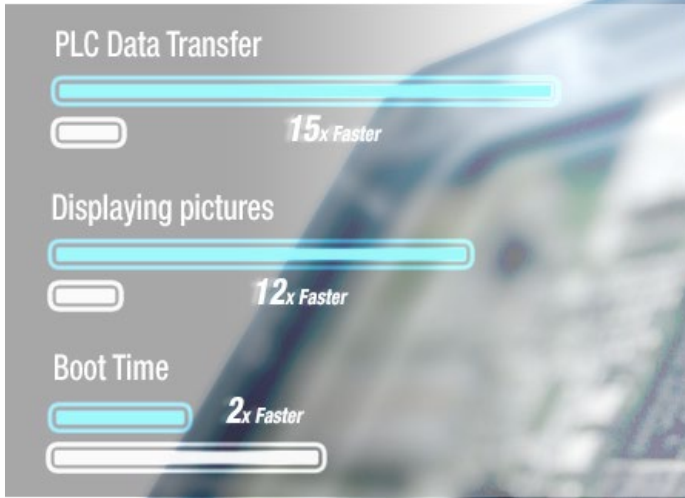 PLC Data Transfer
15x Faster
Displaying pictures
12x Faster
Boot Time
2x Faster